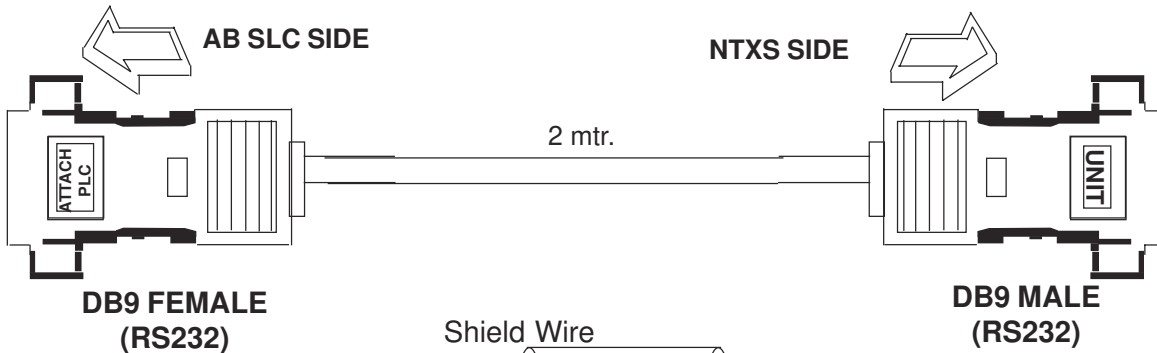 AB SLC SIDE
NTXS SIDE
2 mtr.
ATTACH
PLC
UNIT
DB9 FEMALE
(RS232)
DB9 MALE
(RS232)
Shield Wire